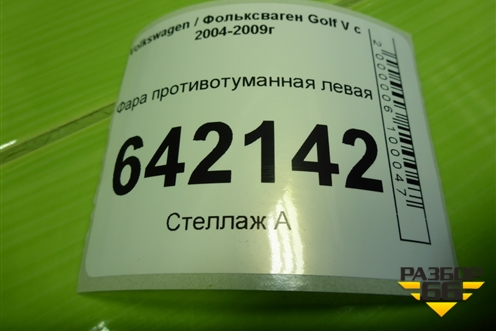 Volkswagen / Фольксваген Golf V с
2004-2009г
Фара противотуманная левая
642142
Стеллаж А
2000006100047
РАЗБОР
66